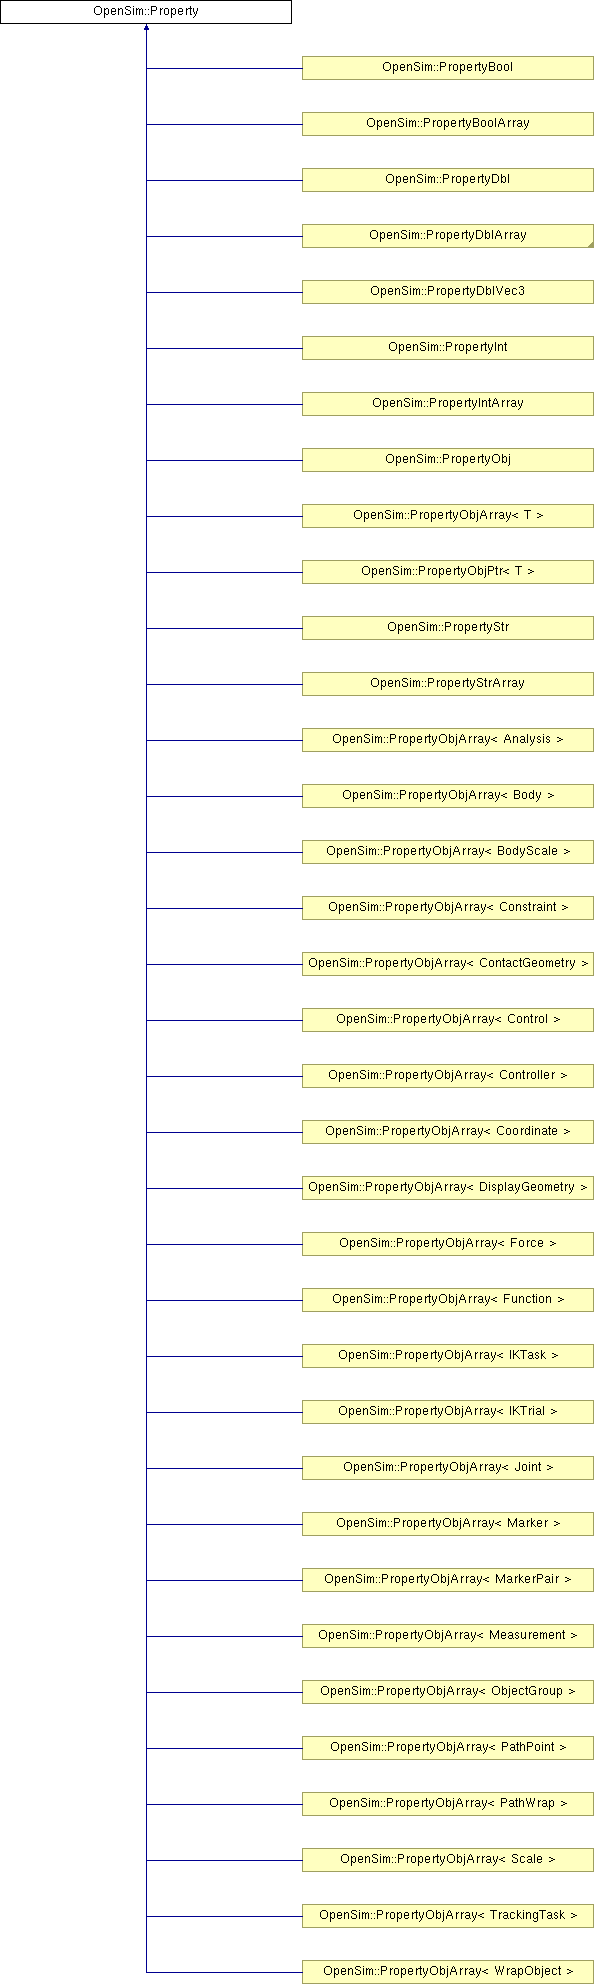 OpenSim::Property
OpenSim::PropertyBool
OpenSim::PropertyBoolArray
OpenSim::PropertyDbl
OpenSim::PropertyDblArray
OpenSim::PropertyDblVec3
OpenSim::PropertyInt
OpenSim::PropertyIntArray
OpenSim::PropertyObj
OpenSim::PropertyObjArray< T >
OpenSim::PropertyObjPtr< T >
OpenSim::PropertyStr
OpenSim::PropertyStrArray
OpenSim::PropertyObjArray< Analysis >
OpenSim::PropertyObjArray< Body >
OpenSim::PropertyObjArray< BodyScale >
OpenSim::PropertyObjArray< Constraint >
OpenSim::PropertyObjArray< ContactGeometry >
OpenSim::PropertyObjArray< Control >
OpenSim::PropertyObjArray< Controller >
OpenSim::PropertyObjArray< Coordinate >
OpenSim::PropertyObjArray< DisplayGeometry >
OpenSim::PropertyObjArray< Force >
OpenSim::PropertyObjArray< Function >
OpenSim::PropertyObjArray< IKTask >
OpenSim::PropertyObjArray< IKTrial >
OpenSim::PropertyObjArray< Joint >
OpenSim::PropertyObjArray< Marker >
OpenSim::PropertyObjArray< MarkerPair >
OpenSim::PropertyObjArray< Measurement >
OpenSim::PropertyObjArray< ObjectGroup >
OpenSim::PropertyObjArray< PathPoint >
OpenSim::PropertyObjArray< PathWrap >
OpenSim::PropertyObjArray< Scale >
OpenSim::PropertyObjArray< TrackingTask >
OpenSim::PropertyObjArray< WrapObject >